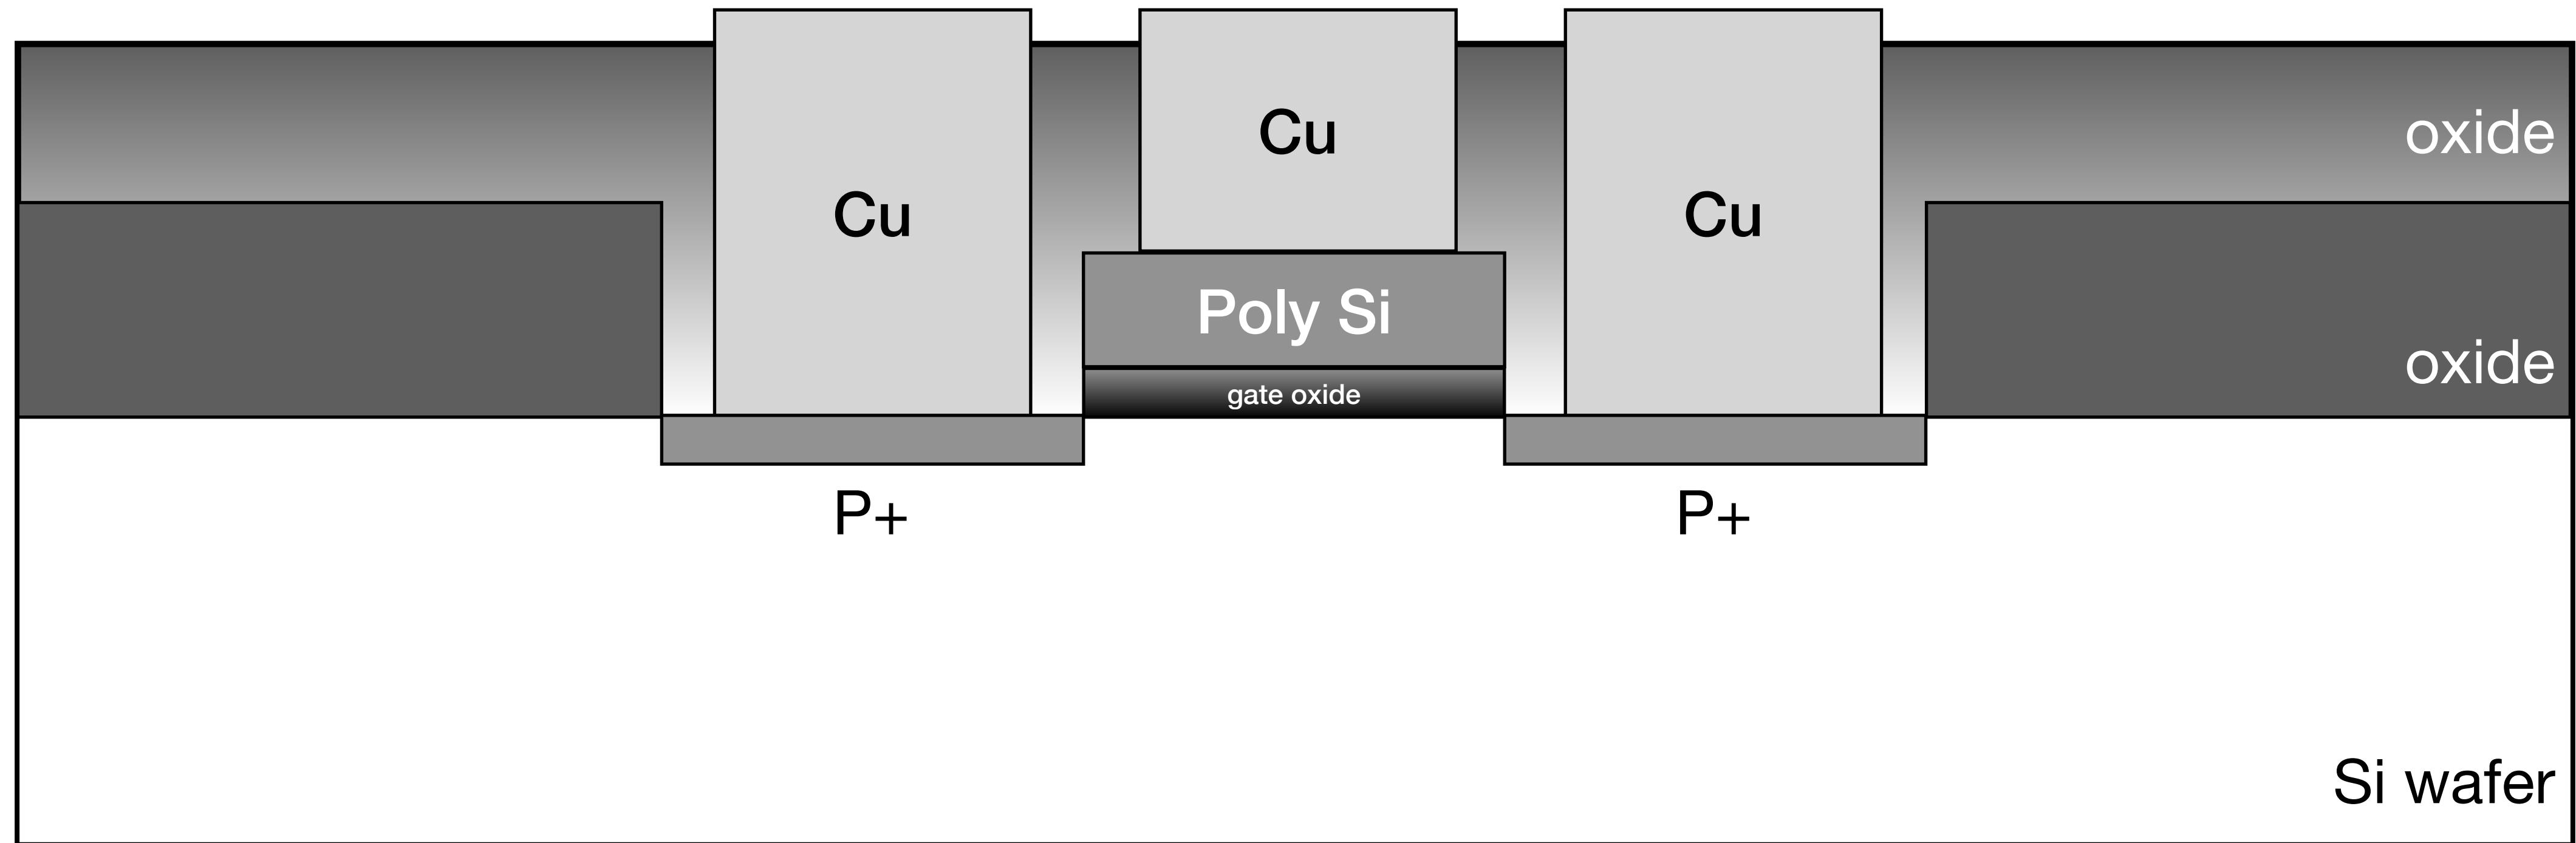 Cu
Cu
Cu
oxide
Poly Si
oxide
gate oxide
P+
P+
Si wafer